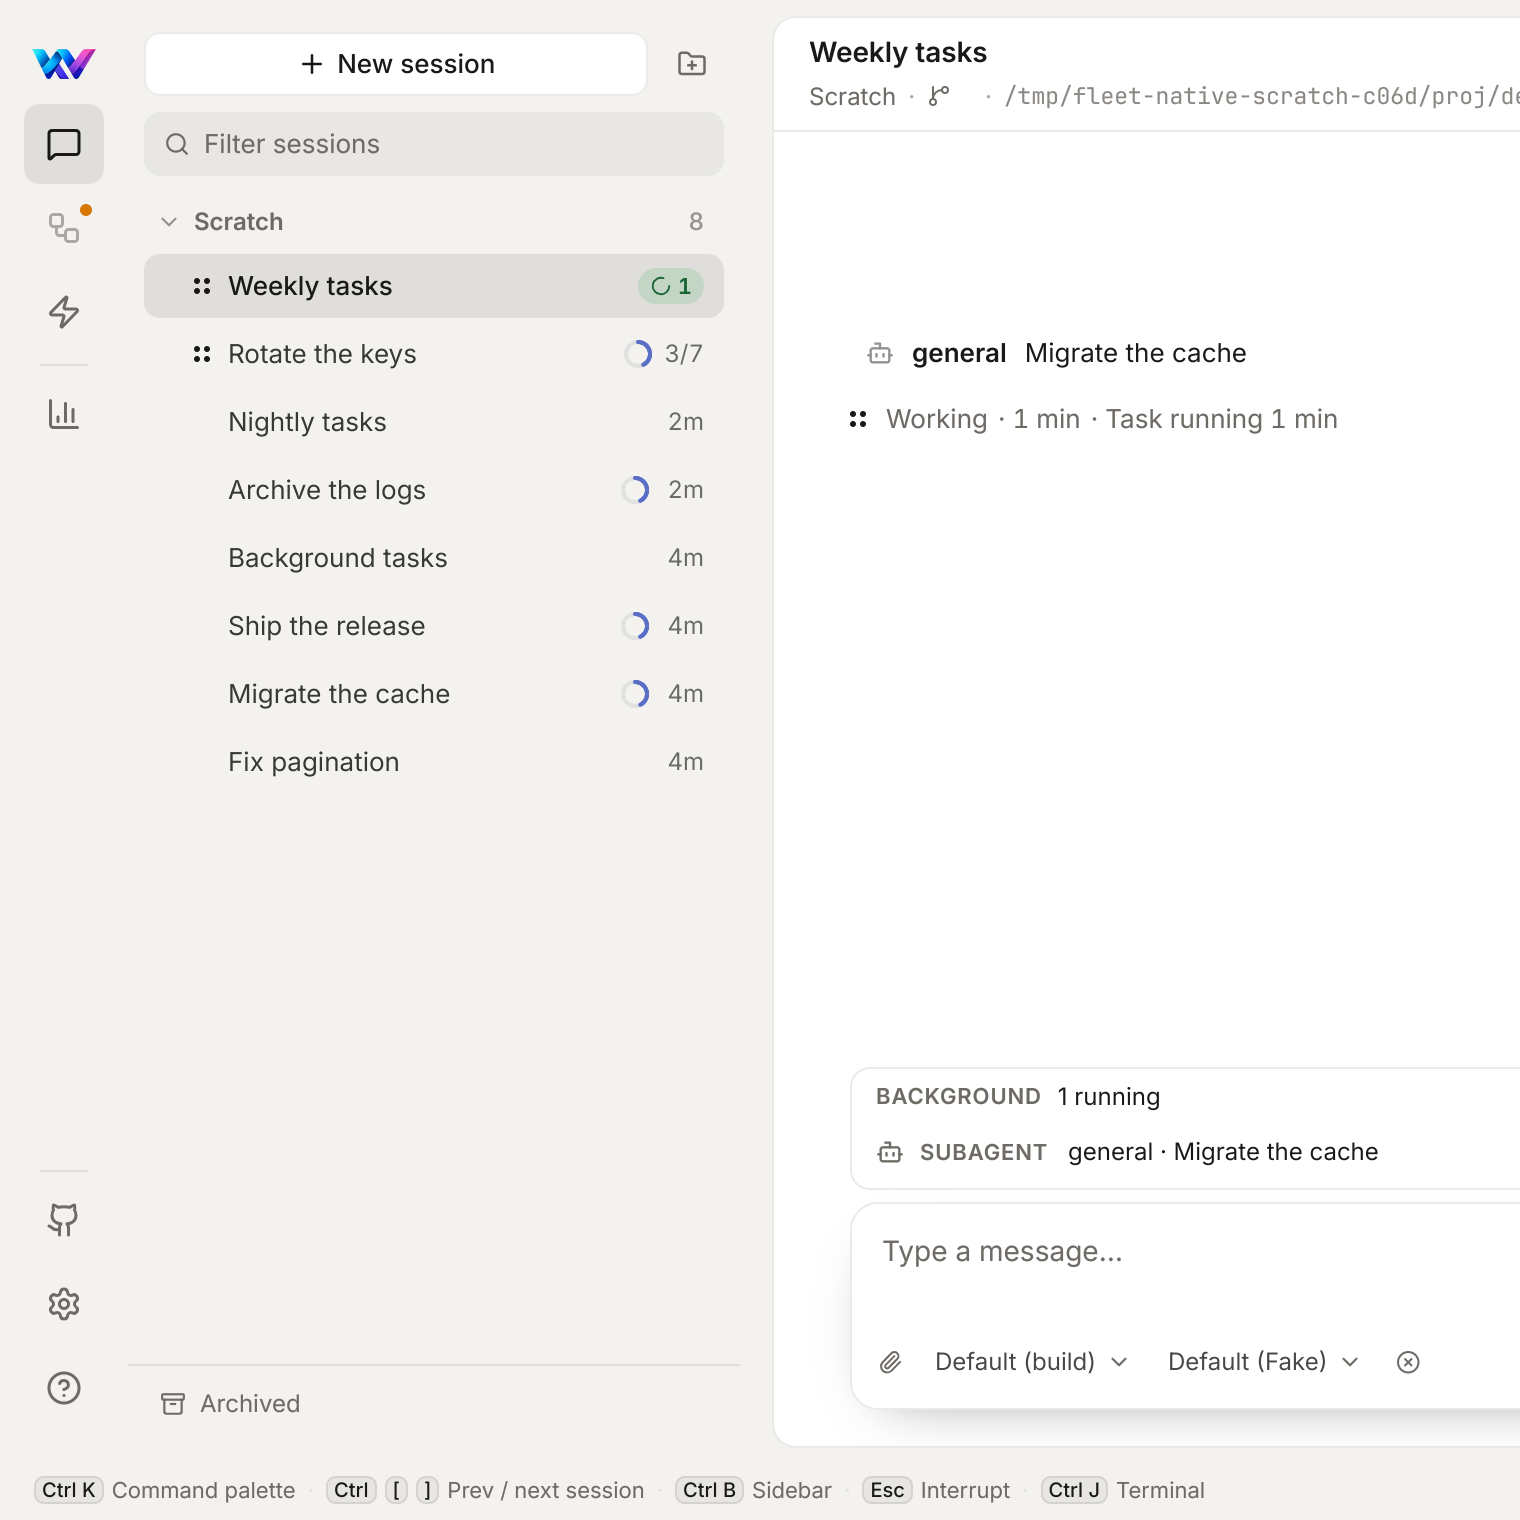 New session
Filter sessions
Scratch 8
Weekly tasks 1
Rotate the keys 3/7
Nightly tasks 2m
Archive the logs 2m
Background tasks 4m
Ship the release 4m
Migrate the cache 4m
Fix pagination 4m
Archived
Weekly tasks
Scratch · · /tmp/fleet-native-scratch-c06d/proj/de
general Migrate the cache
Working · 1 min · Task running 1 min
BACKGROUND 1 running
SUBAGENT general · Migrate the cache
Type a message...
Default (build) Default (Fake)
Ctrl K Command palette · Ctrl [ ] Prev / next session · Ctrl B Sidebar · Esc Interrupt · Ctrl J Terminal